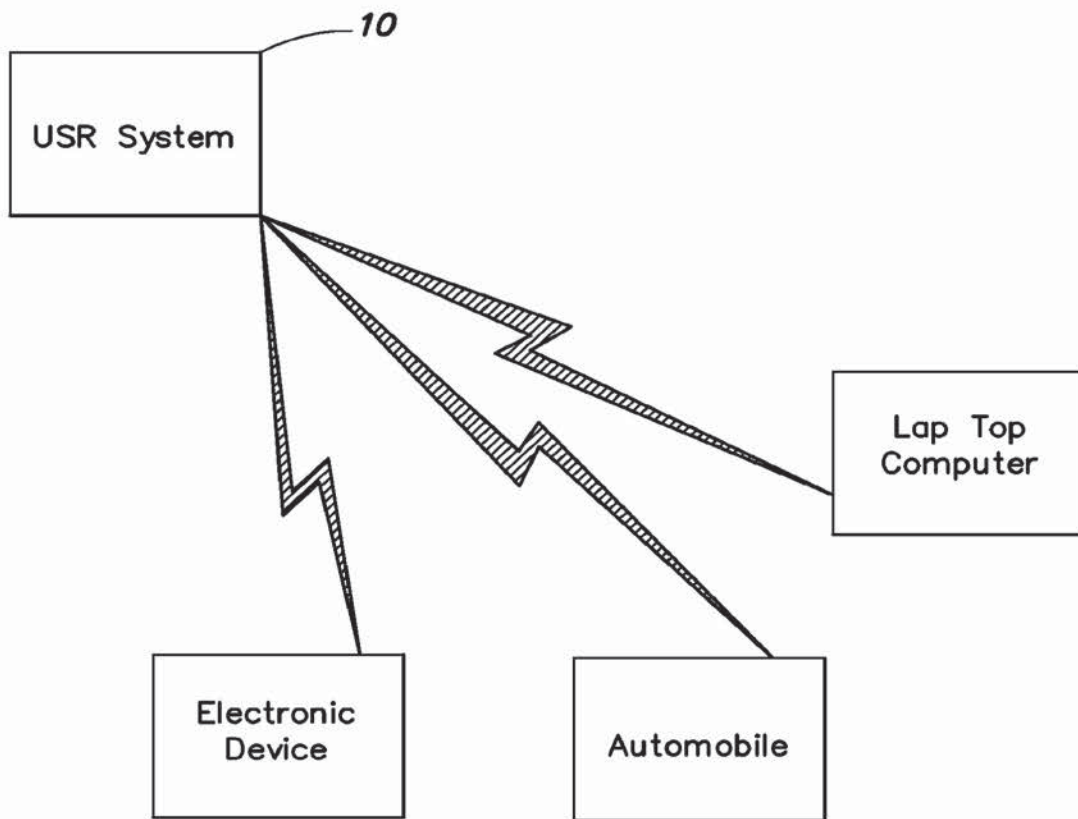 10
USR System
Lap Top
Computer
Electronic
Device
Automobile